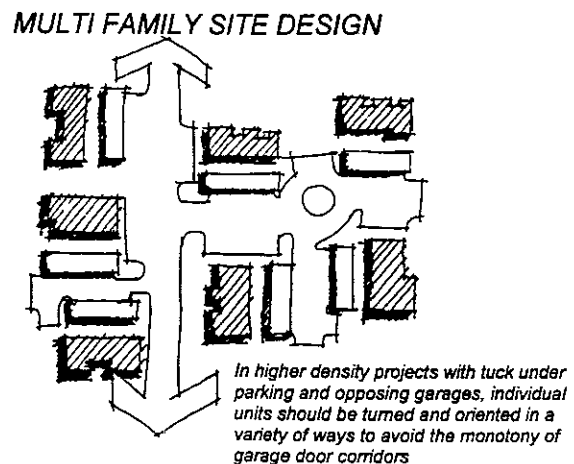 MULTI FAMILY SITE DESIGN
In higher density projects with tuck under
parking and opposing garages, individual
units should be turned and oriented in a
variety of ways to avoid the monotony of
garage door corridors